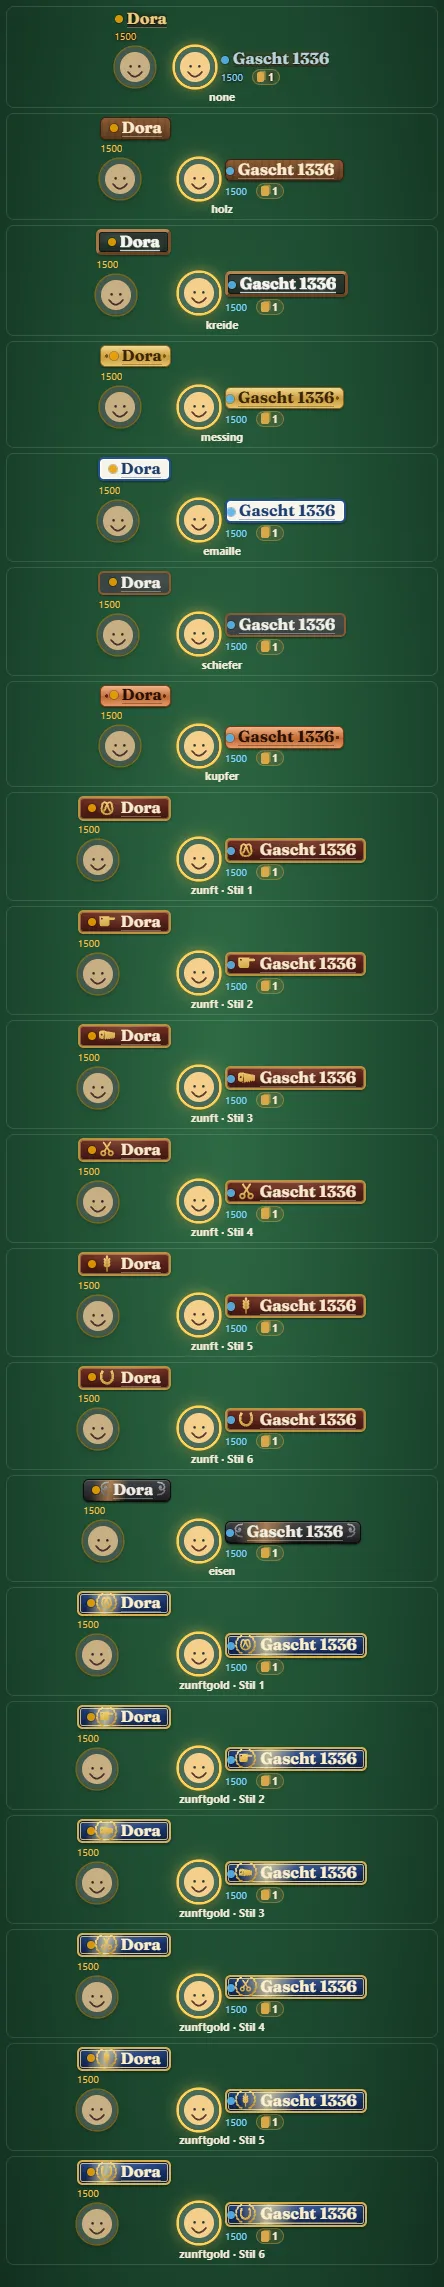 Dora
1500
Gascht 1336
1500 1
none
Dora
1500
Gascht 1336
1500 1
holz
Dora
1500
Gascht 1336
1500 1
kreide
Dora
1500
Gascht 1336
1500 1
messing
Dora
1500
Gascht 1336
1500 1
emaille
Dora
1500
Gascht 1336
1500 1
schiefer
Dora
1500
Gascht 1336
1500 1
kupfer
Dora
1500
Gascht 1336
1500 1
zunft · Stil 1
Dora
1500
Gascht 1336
1500 1
zunft · Stil 2
Dora
1500
Gascht 1336
1500 1
zunft · Stil 3
Dora
1500
Gascht 1336
1500 1
zunft · Stil 4
Dora
1500
Gascht 1336
1500 1
zunft · Stil 5
Dora
1500
Gascht 1336
1500 1
zunft · Stil 6
Dora
1500
Gascht 1336
1500 1
eisen
Dora
1500
Gascht 1336
1500 1
zunftgold · Stil 1
Dora
1500
Gascht 1336
1500 1
zunftgold · Stil 2
Dora
1500
Gascht 1336
1500 1
zunftgold · Stil 3
Dora
1500
Gascht 1336
1500 1
zunftgold · Stil 4
Dora
1500
Gascht 1336
1500 1
zunftgold · Stil 5
Dora
1500
Gascht 1336
1500 1
zunftgold · Stil 6